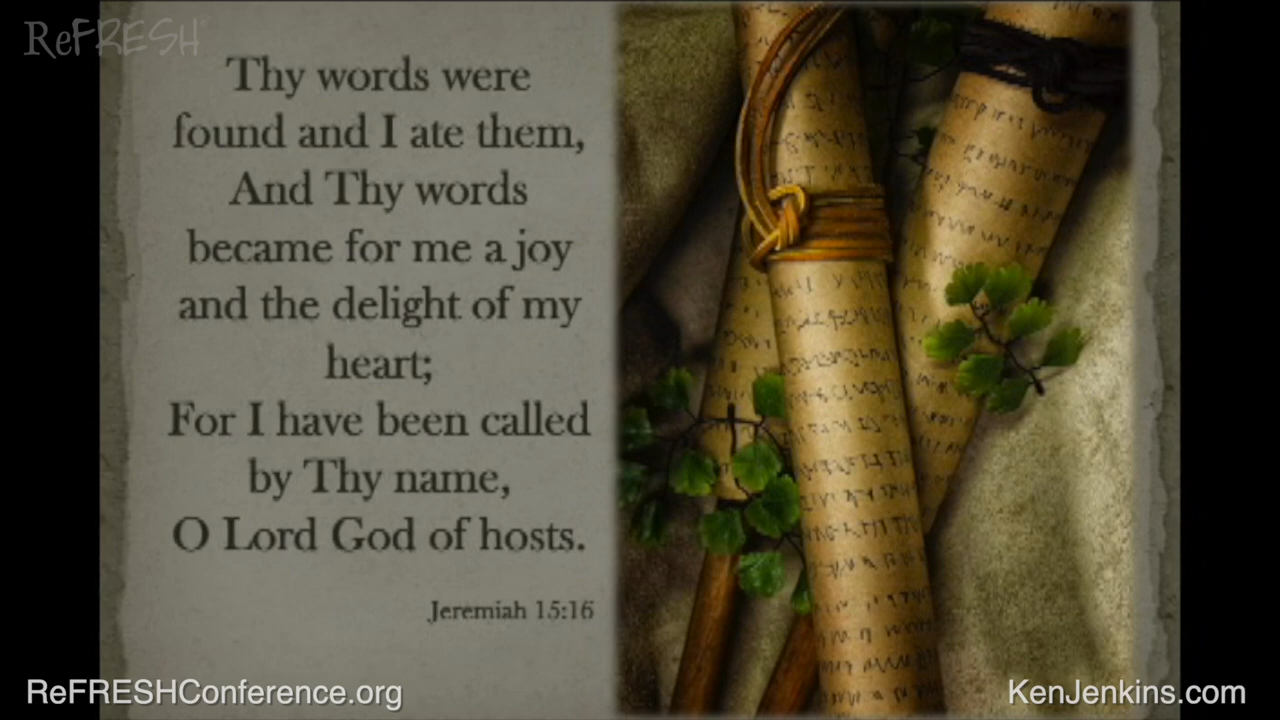 ReFRESH
Thy words were
found and I ate them,
And Thy words
became for me a joy
and the delight of my
heart;
For I have been called
by Thy name,
O Lord God of hosts.
Jeremiah 15:16
ReFRESHConference.org
KenJenkins.com